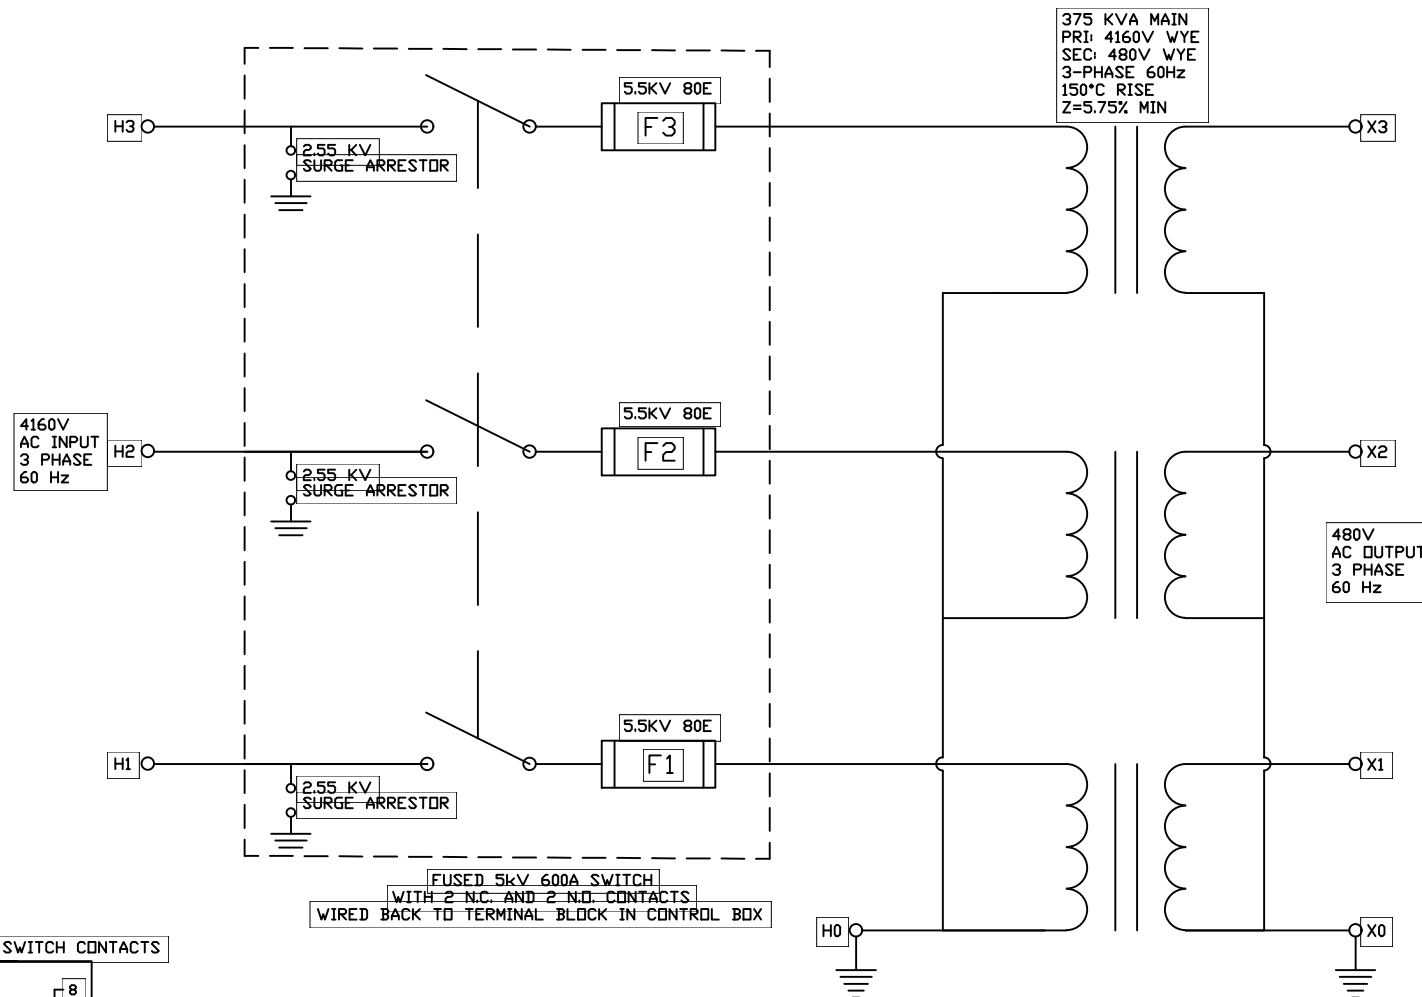 375 KVA MAIN
PRI: 4160V WYE
SEC: 480V WYE
3-PHASE 60Hz
150°C RISE
Z=5.75% MIN
5.5KV 80E
H3
F3
X3
2.55 KV
SURGE ARRESTOR
4160V
AC INPUT
3 PHASE
60 Hz
5.5KV 80E
H2
F2
X2
2.55 KV
SURGE ARRESTOR
480V
AC OUTPUT
3 PHASE
60 Hz
5.5KV 80E
H1
F1
X1
2.55 KV
SURGE ARRESTOR
FUSED 5kV 600A SWITCH
WITH 2 N.C. AND 2 N.O. CONTACTS
WIRED BACK TO TERMINAL BLOCK IN CONTROL BOX
H0
X0
SWITCH CONTACTS
8